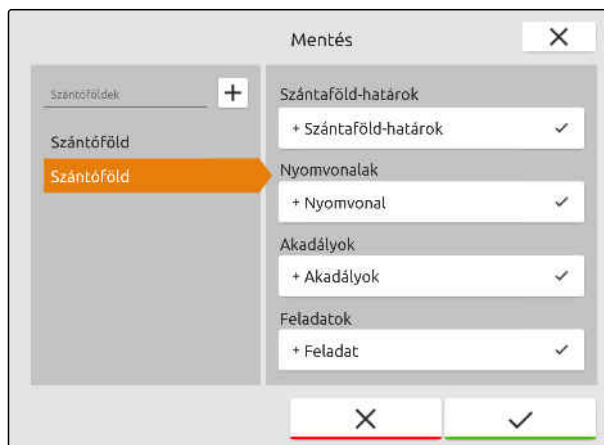 Mentés
Szántóföldek
Szántóföld
Szántóföld
Szántaföld-határok
+ Szántaföld-határok
Nyomvonalak
+ Nyomvonal
Akadályok
+ Akadályok
Feladatok
+ Feladat